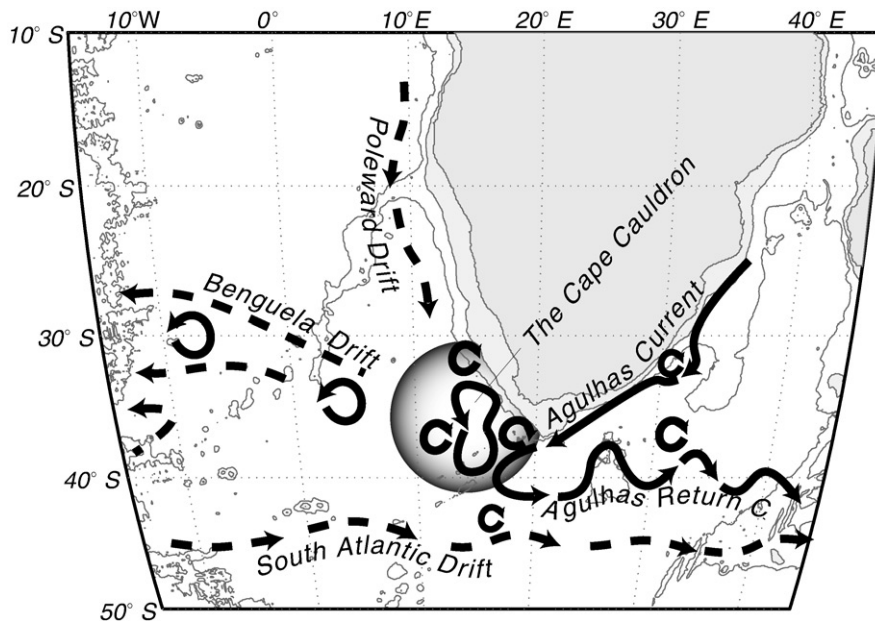 10°W 0° 10°E 20°E 30°E 40°E
10°S
20°S
30°S
40°S
50°S
Poleward Drift
The Cape Cauldron
Benguela Drift
Agulhas Current
Agulhas Return C
South Atlantic Drift